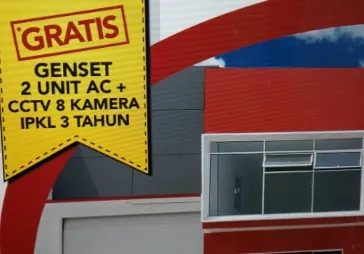 *GRATIS
GENSET
2 UNIT AC +
CCTV 8 KAMERA
IPKL 3 TAHUN